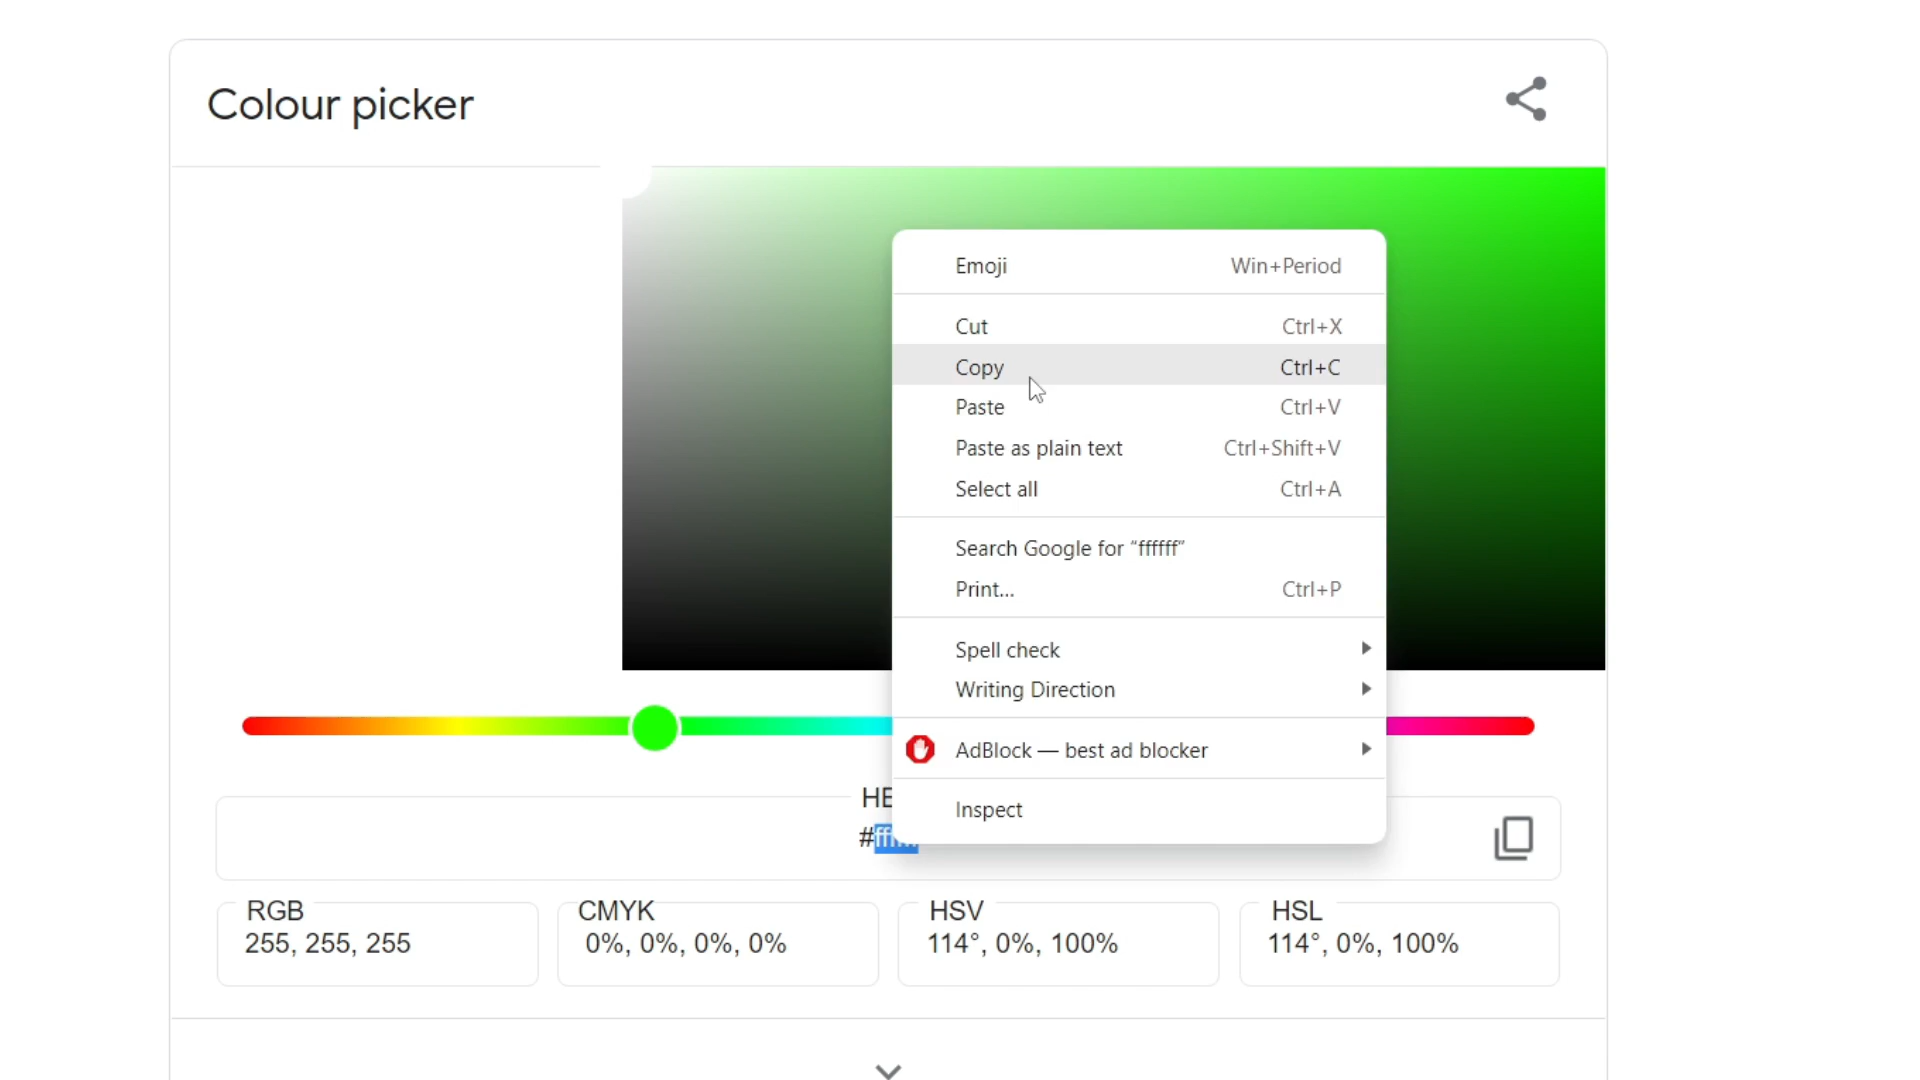 Colour picker
Emoji Win+Period
Cut Ctrl+X
Copy Ctrl+C
Paste Ctrl+V
Paste as plain text Ctrl+Shift+V
Select all Ctrl+A
Search Google for “ffffff”
Print... Ctrl+P
Spell check
Writing Direction
AdBlock — best ad blocker
Inspect
HE
#ff
RGB
255, 255, 255
CMYK
0%, 0%, 0%, 0%
HSV
114°, 0%, 100%
HSL
114°, 0%, 100%